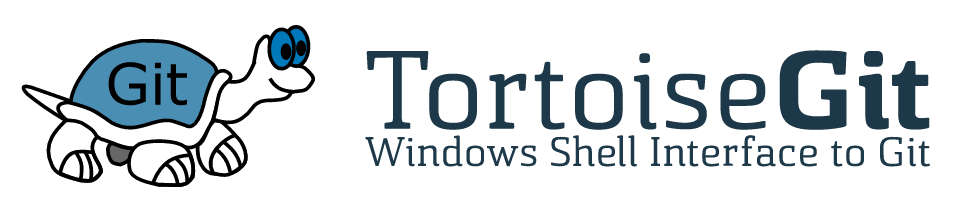 Git
TortoiseGit
Windows Shell Interface to Git